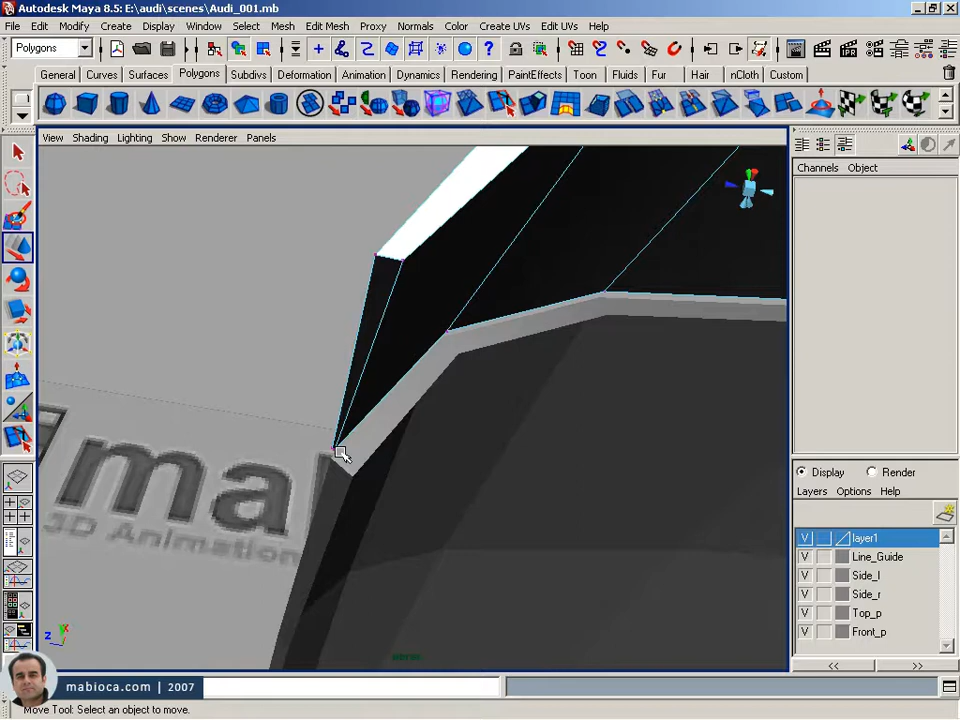 Autodesk Maya 8.5: E:\audi\scenes\Audi_001.mb
File Edit Modify Create Display Window Select Mesh Edit Mesh Proxy Normals Color Create UVs Edit UVs Help
Polygons
General Curves Surfaces Polygons Subdivs Deformation Animation Dynamics Rendering PaintEffects Toon Fluids Fur Hair nCloth Custom
View Shading Lighting Show Renderer Panels
Channels Object
ma
3D Animation
Display Render
Layers Options Help
V layer1
V Line_Guide
V Side_l
V Side_r
V Top_p
V Front_p
z
persp
<< >>
mabioca.com | 2007
Move Tool: Select an object to move.